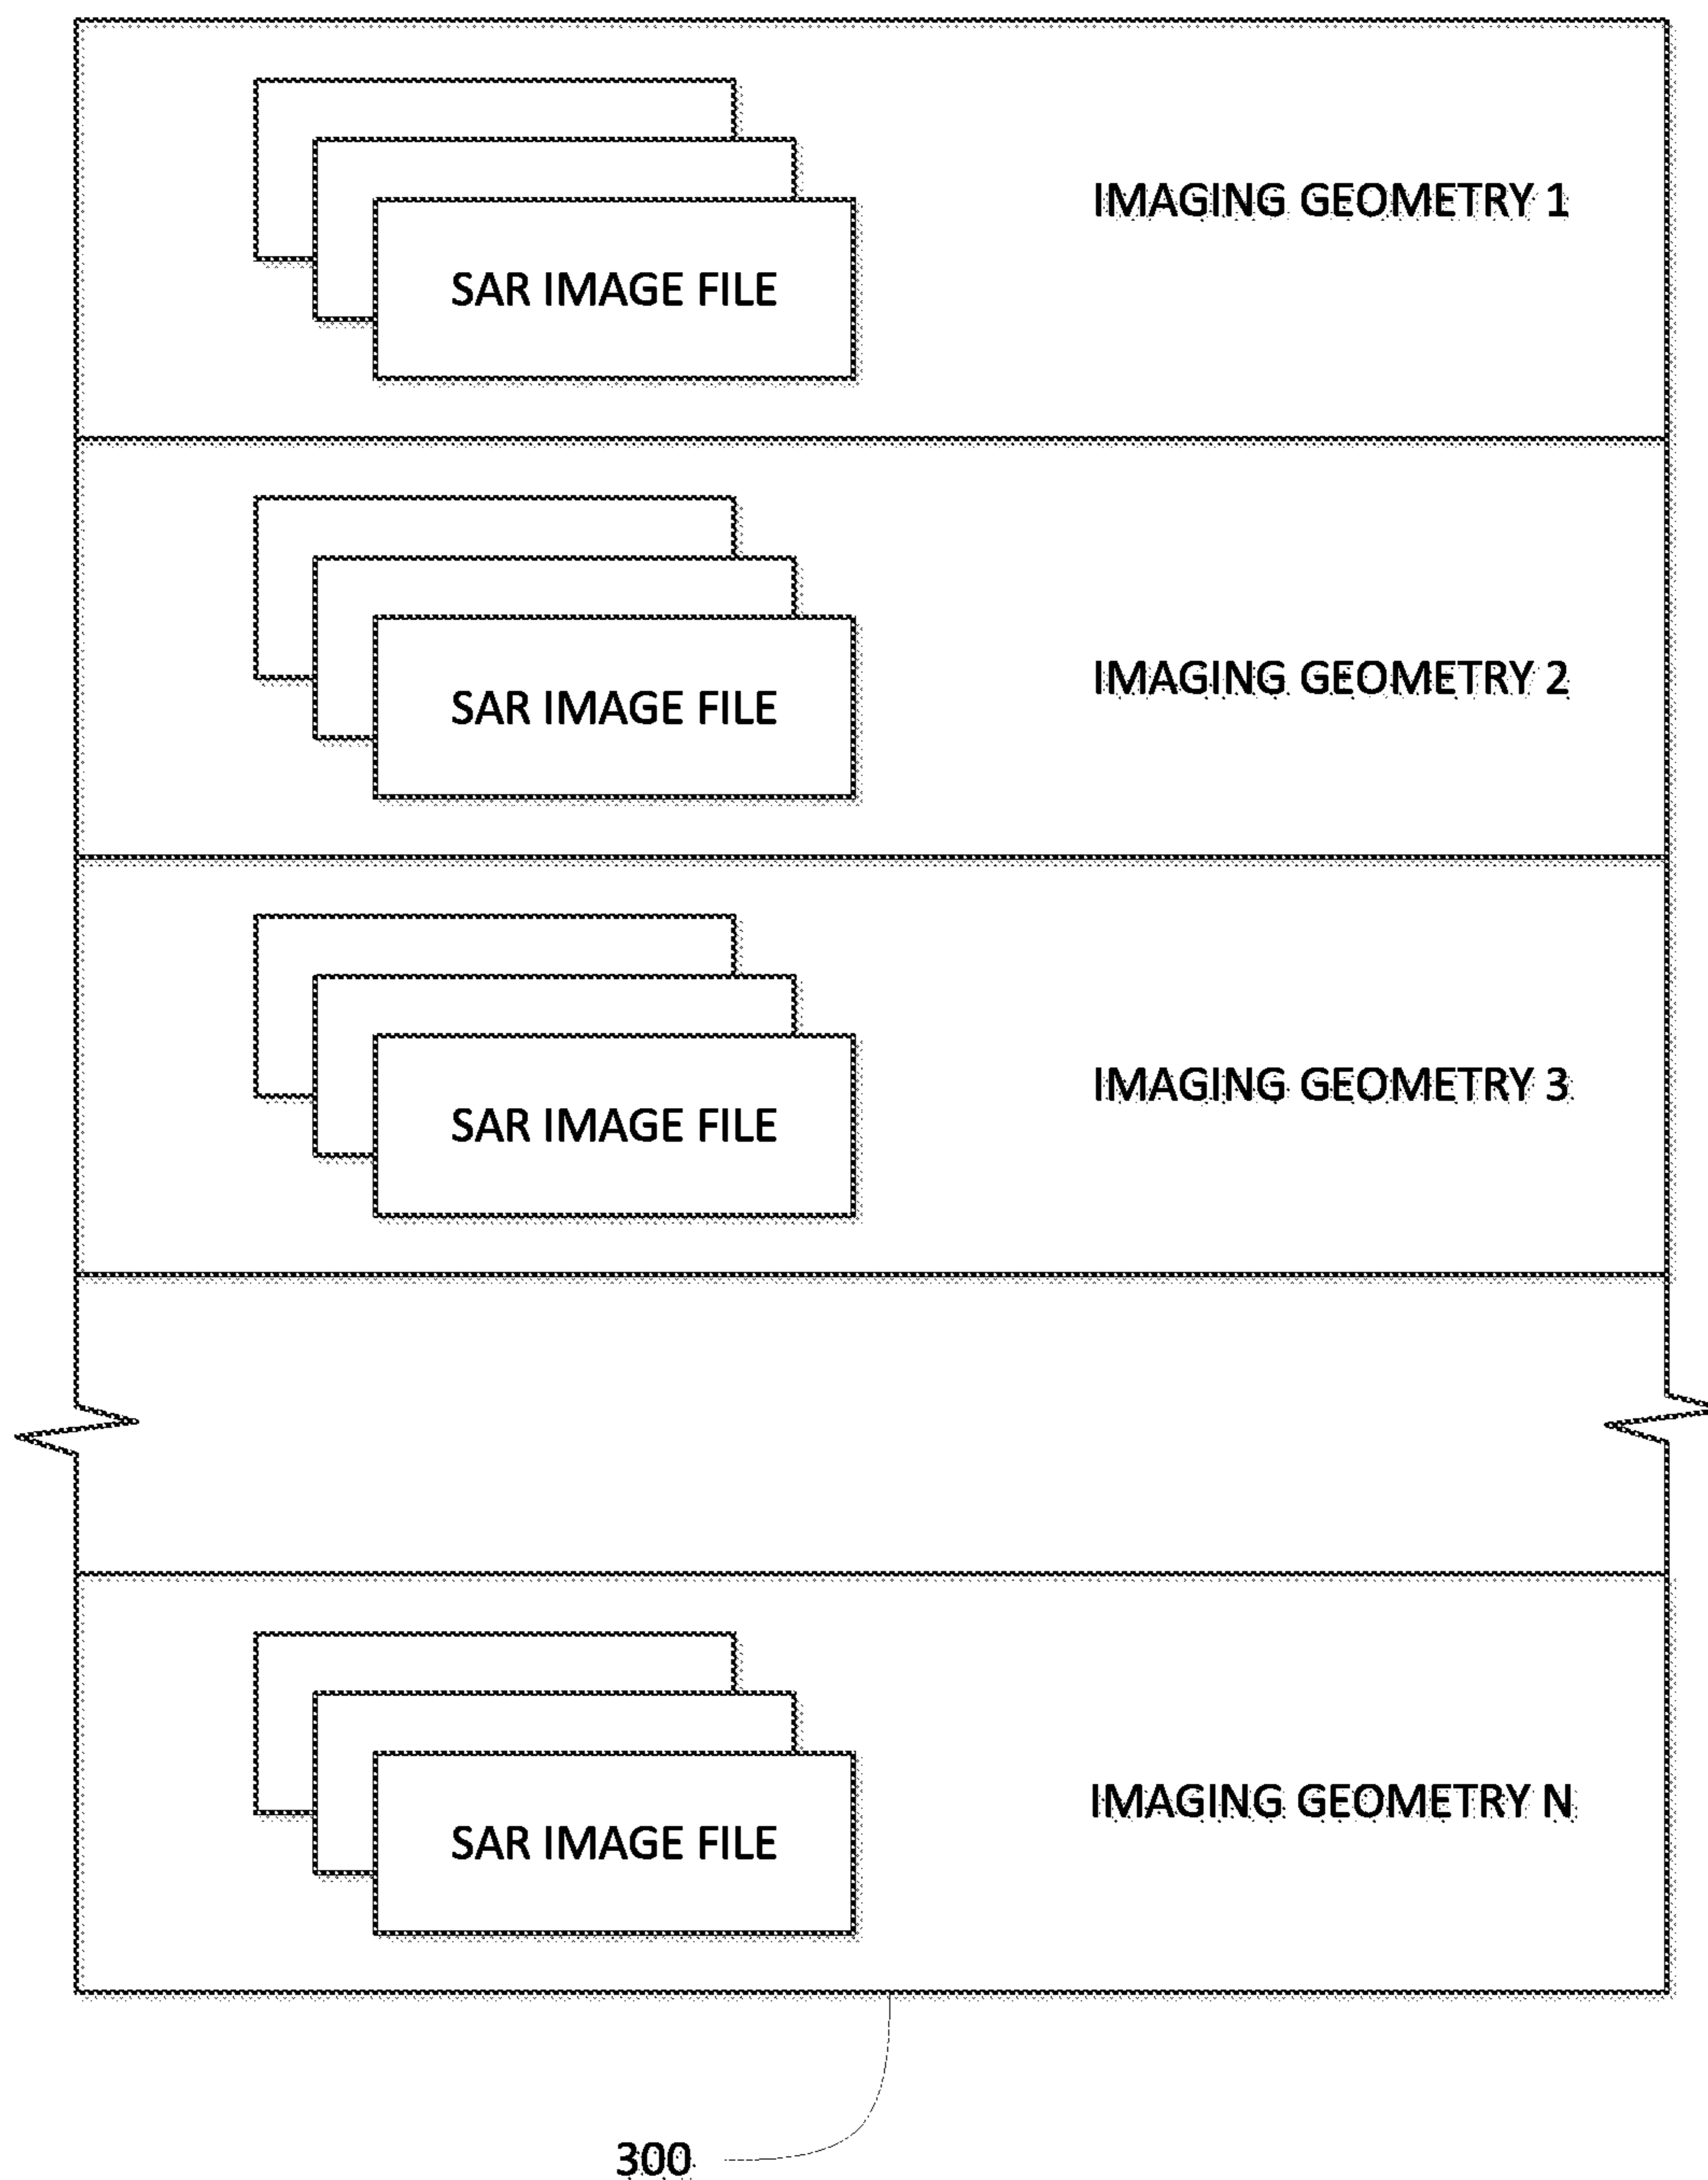 IMAGING GEOMETRY 1
SAR IMAGE FILE
IMAGING GEOMETRY 2
SAR IMAGE FILE
IMAGING GEOMETRY 3
SAR IMAGE FILE
IMAGING GEOMETRY N
SAR IMAGE FILE
300